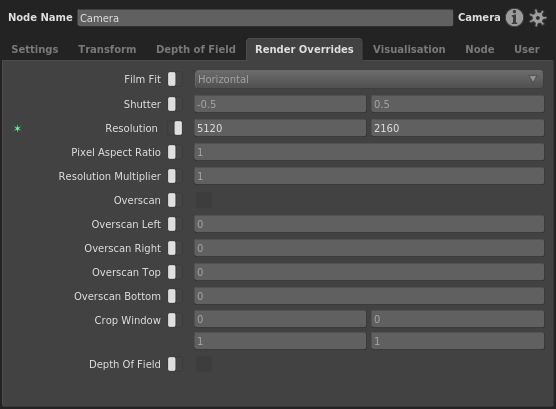 Node Name Camera Camera
Settings Transform Depth of Field Render Overrides Visualisation Node User
Film Fit Horizontal
Shutter -0.5 0.5
Resolution 5120 2160
Pixel Aspect Ratio 1
Resolution Multiplier 1
Overscan
Overscan Left 0
Overscan Right 0
Overscan Top 0
Overscan Bottom 0
Crop Window 0 0
1 1
Depth Of Field